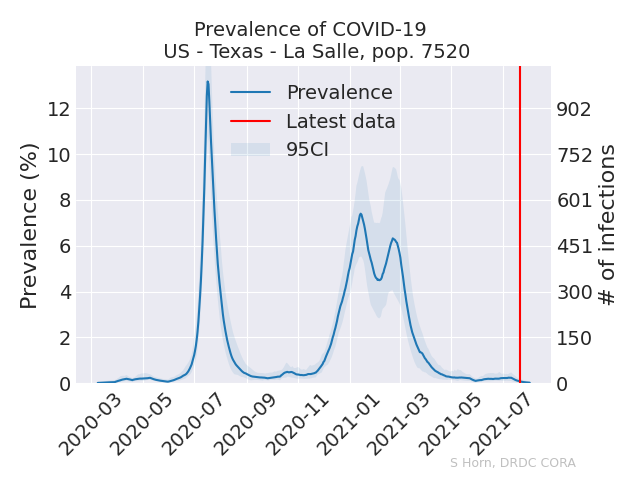 Prevalence of COVID-19
US - Texas - La Salle, pop. 7520
Prevalence
Latest data
95CI
Prevalence (%)
12
10
8
6
4
2
0
# of infections
902
752
601
451
300
150
0
2020-03
2020-05
2020-07
2020-09
2020-11
2021-01
2021-03
2021-05
2021-07
S Horn, DRDC CORA